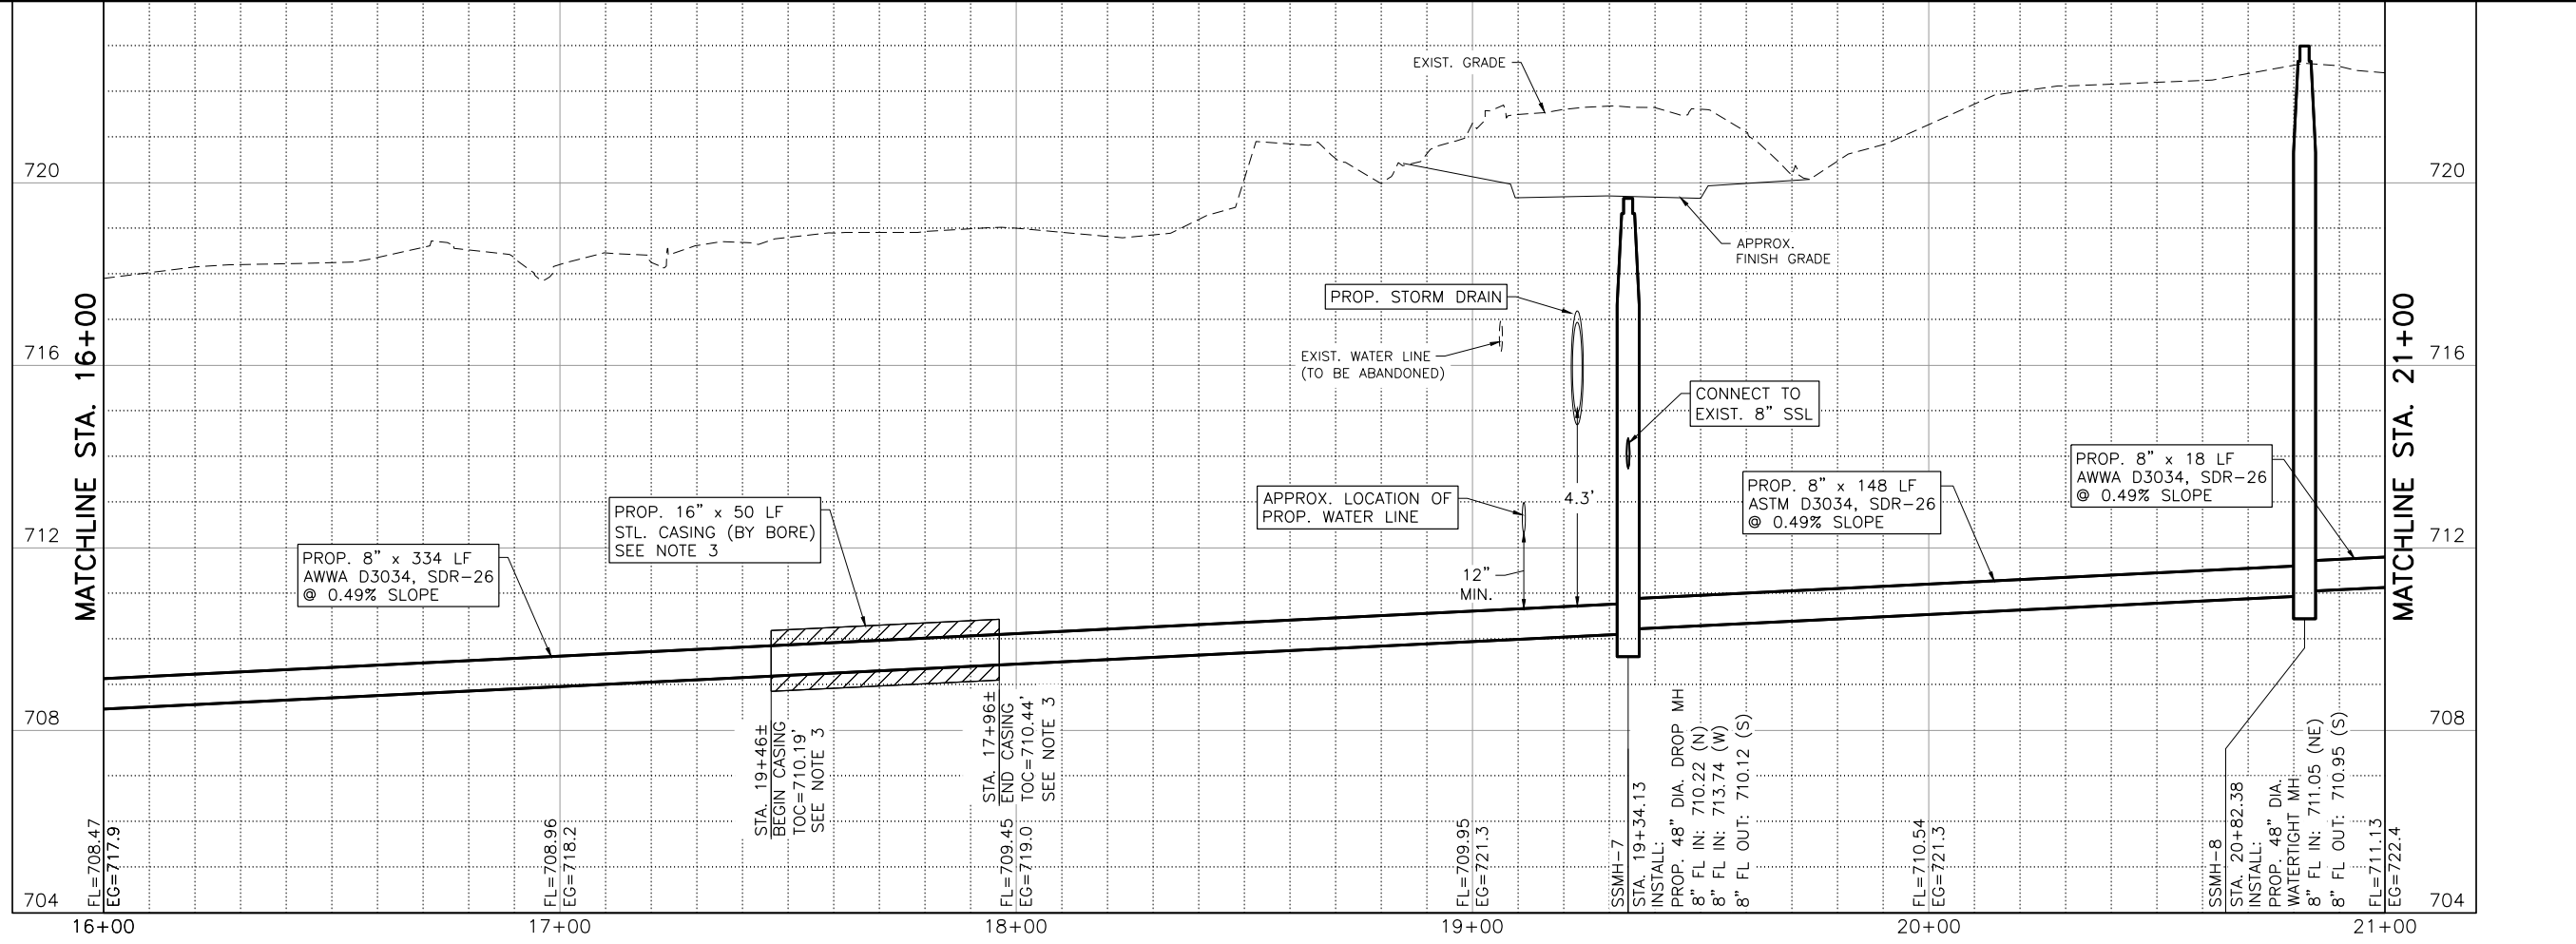 EXIST. GRADE
720
720
APPROX.
FINISH GRADE
PROP. STORM DRAIN
MATCHLINE STA. 16+00
MATCHLINE STA. 21+00
716
716
EXIST. WATER LINE
(TO BE ABANDONED)
CONNECT TO
EXIST. 8" SSL
PROP. 8" x 18 LF
AWWA D3034, SDR-26
@ 0.49% SLOPE
PROP. 8" x 148 LF
ASTM D3034, SDR-26
@ 0.49% SLOPE
APPROX. LOCATION OF
PROP. WATER LINE
4.3'
PROP. 16" x 50 LF
STL. CASING (BY BORE)
SEE NOTE 3
712
712
PROP. 8" x 334 LF
AWWA D3034, SDR-26
@ 0.49% SLOPE
12"
MIN.
708
708
STA. 19+46±
BEGIN CASING
TOC=710.19'
SEE NOTE 3
STA. 17+96±
END CASING
TOC=710.44'
SEE NOTE 3
FL=708.47
EG=717.9
FL=708.96
EG=718.2
FL=709.45
EG=719.0
FL=709.95
EG=721.3
SSMH-7
STA. 19+34.13
INSTALL:
PROP. 48" DIA. DROP MH
8" FL IN: 710.22 (N)
8" FL IN: 713.74 (W)
8" FL OUT: 710.12 (S)
FL=710.54
EG=721.3
SSMH-8
STA. 20+82.38
INSTALL:
PROP. 48" DIA.
WATERTIGHT MH
8" FL IN: 711.05 (NE)
8" FL OUT: 710.95 (S)
FL=711.13
EG=722.4
704
704
16+00
17+00
18+00
19+00
20+00
21+00